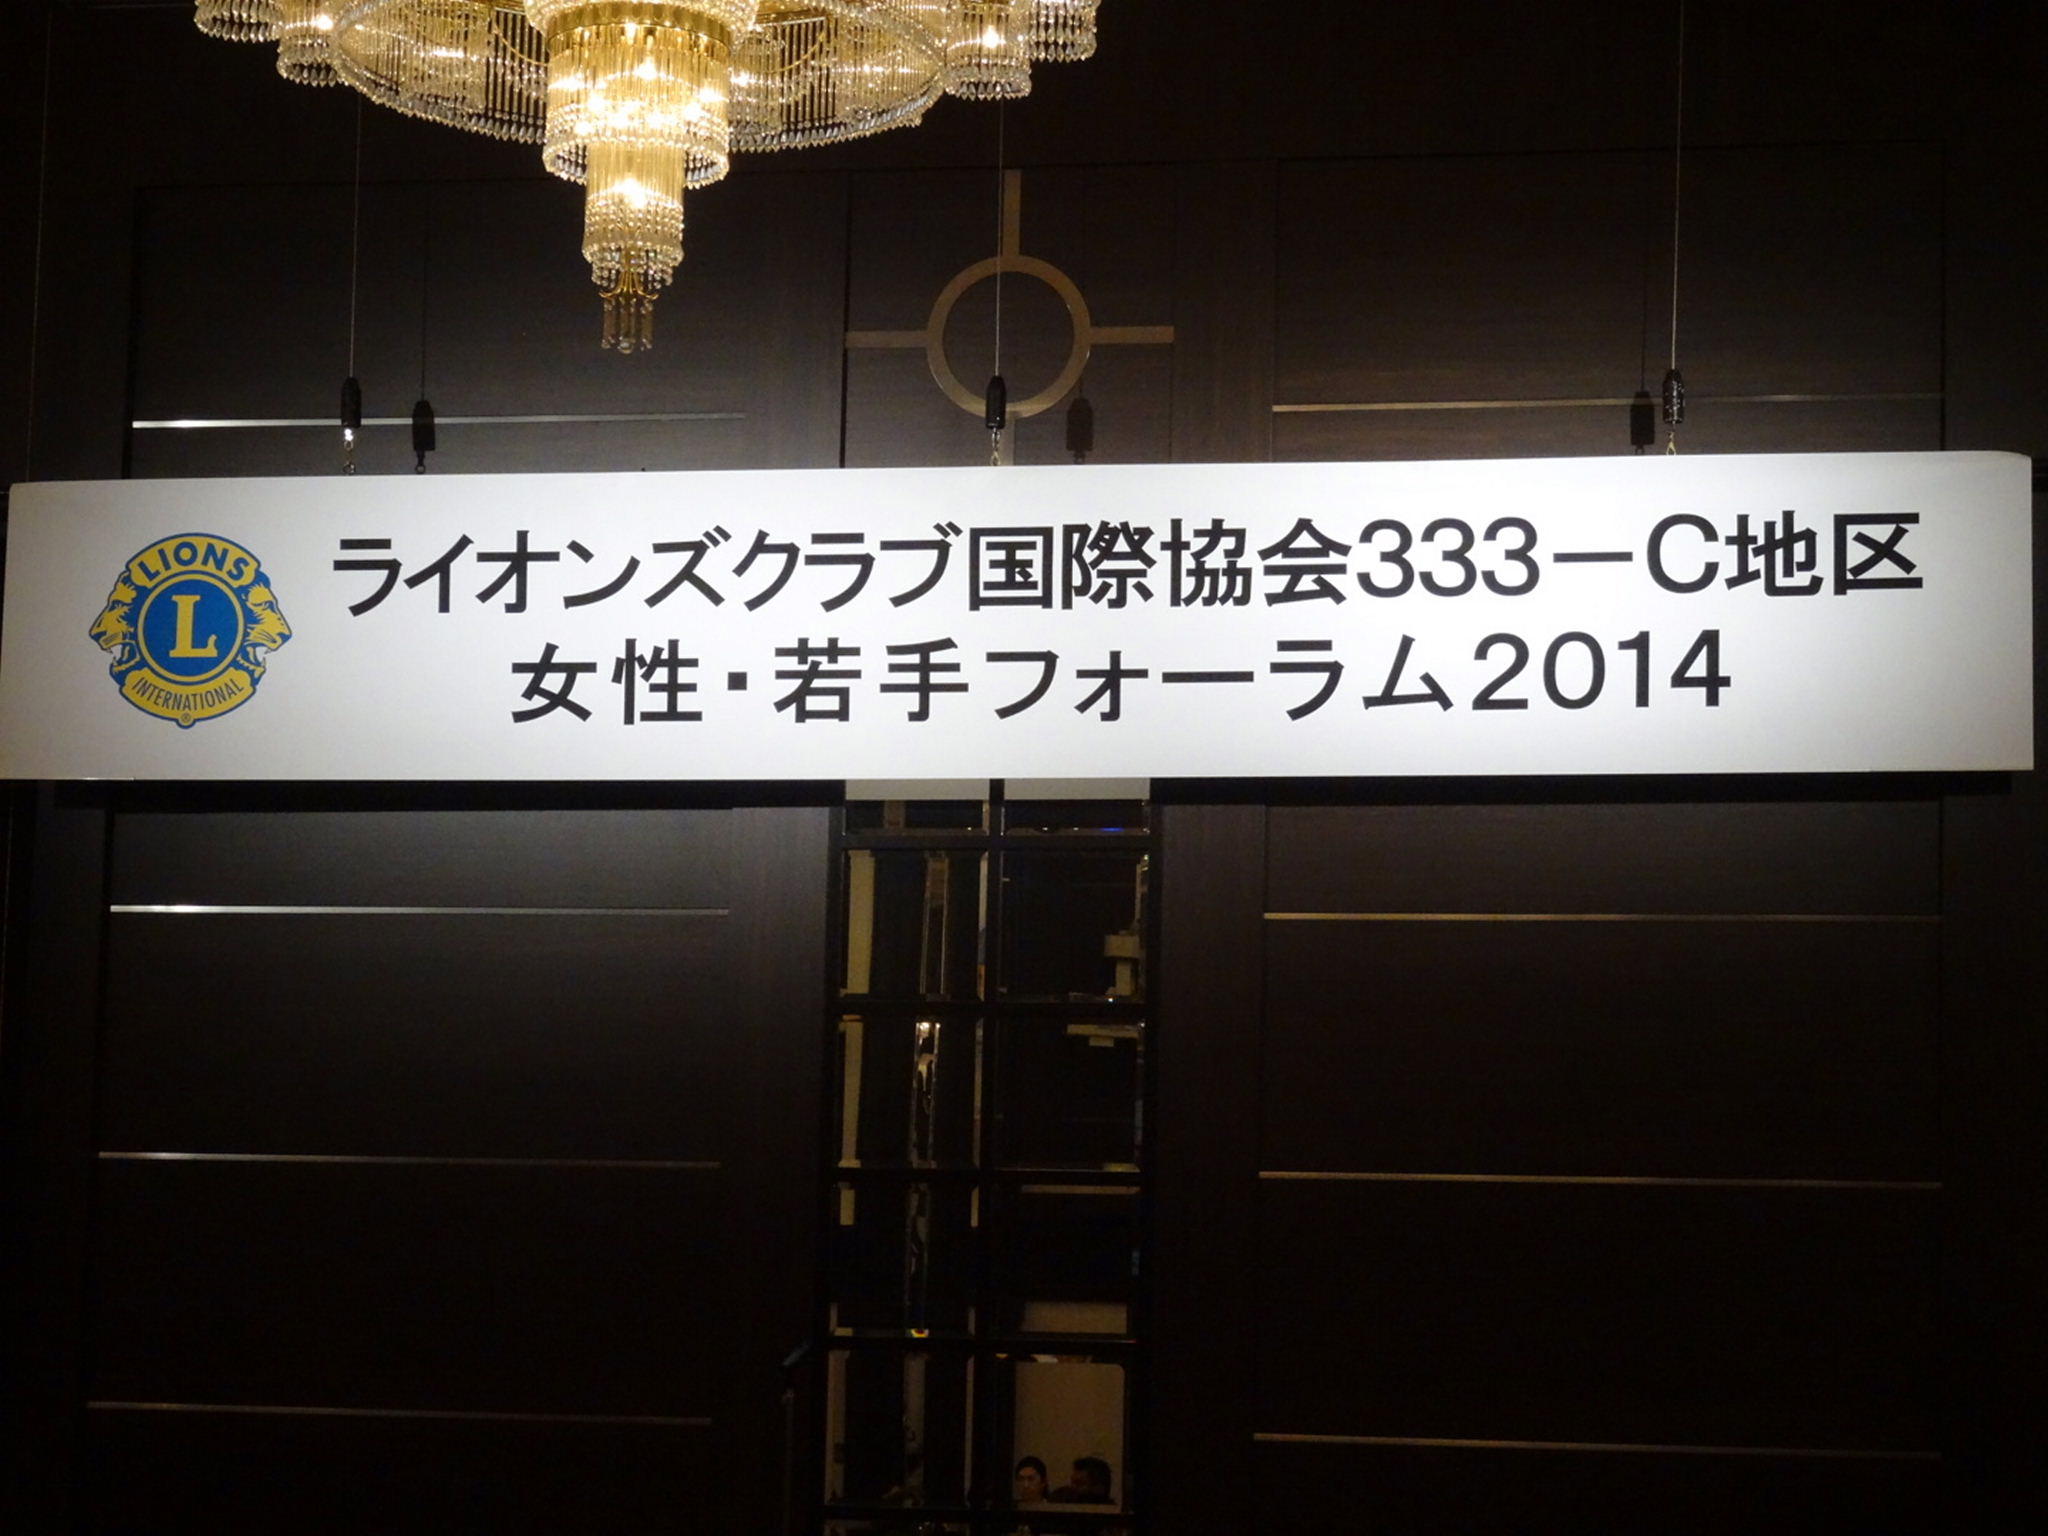 LIONS
L
INTERNATIONAL
®
ライオンズクラブ国際協会333－C地区
女性・若手フォーラム2014